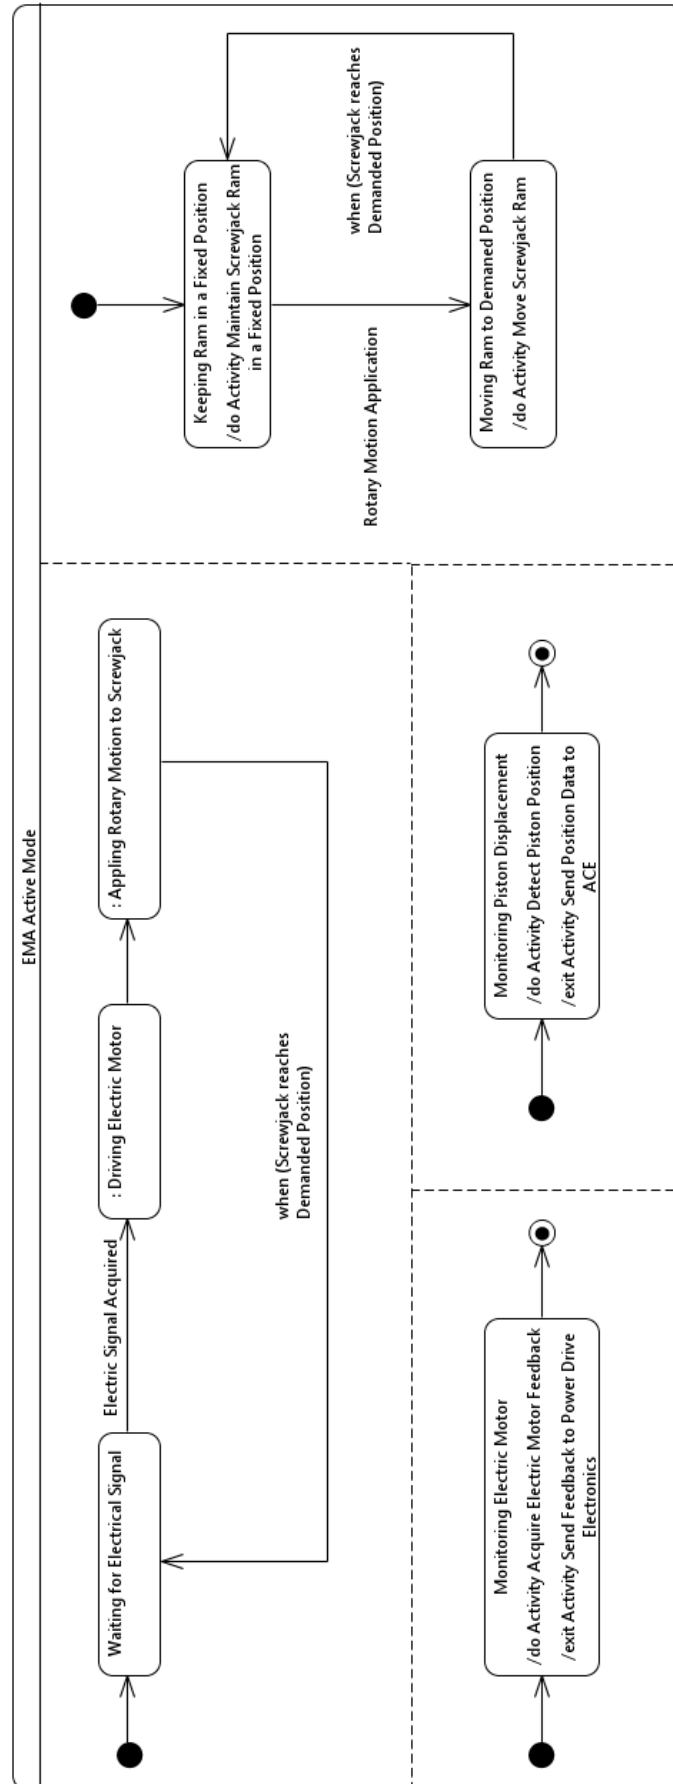 EMA Active Mode
Waiting for Electrical Signal
Electric Signal Acquired
: Driving Electric Motor
: Appling Rotary Motion to Screwjack
when (Screwjack reaches
Demanded Position)
Keeping Ram in a Fixed Position
/do Activity Maintain Screwjack Ram
in a Fixed Position
Rotary Motion Application
when (Screwjack reaches
Demanded Position)
Moving Ram to Demaned Position
/do Activity Move Screwjack Ram
Monitoring Electric Motor
/do Activity Acquire Electric Motor Feedback
/exit Activity Send Feedback to Power Drive
Electronics
Monitoring Piston Displacement
/do Activity Detect Piston Position
/exit Activity Send Position Data to
ACE